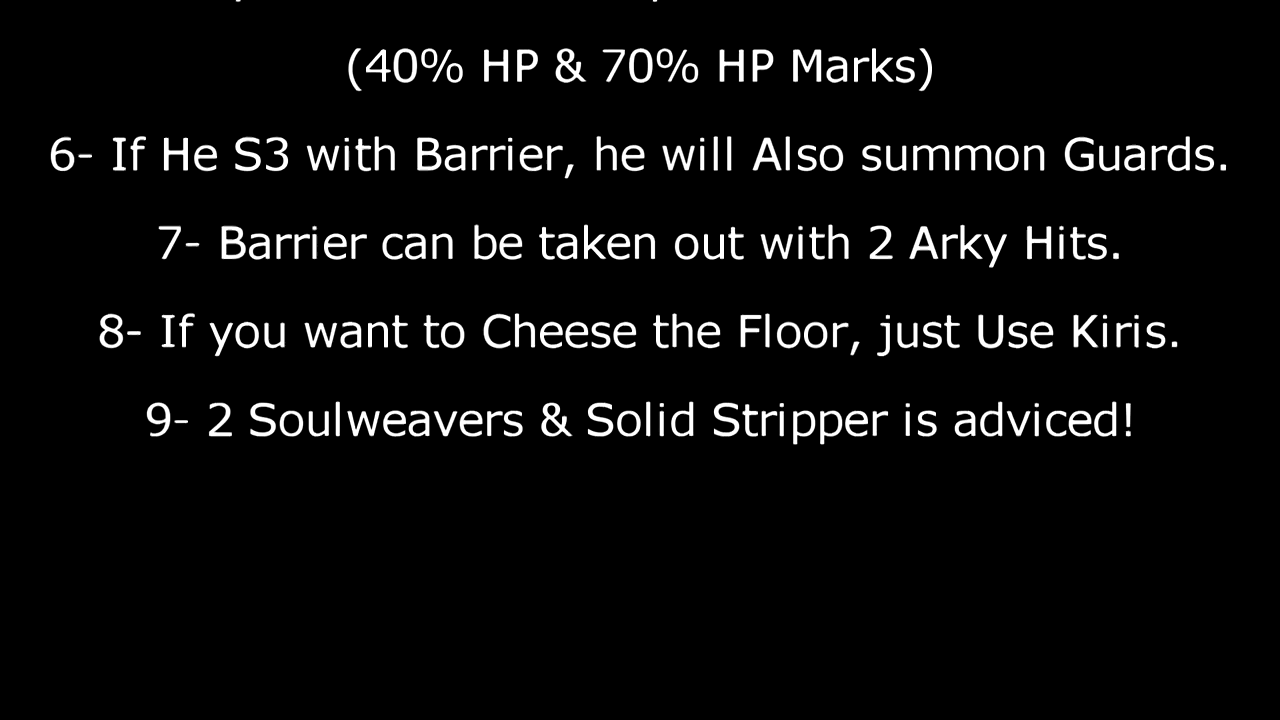 (40% HP & 70% HP Marks)
6- If He S3 with Barrier, he will Also summon Guards.
7- Barrier can be taken out with 2 Arky Hits.
8- If you want to Cheese the Floor, just Use Kiris.
9- 2 Soulweavers & Solid Stripper is adviced!